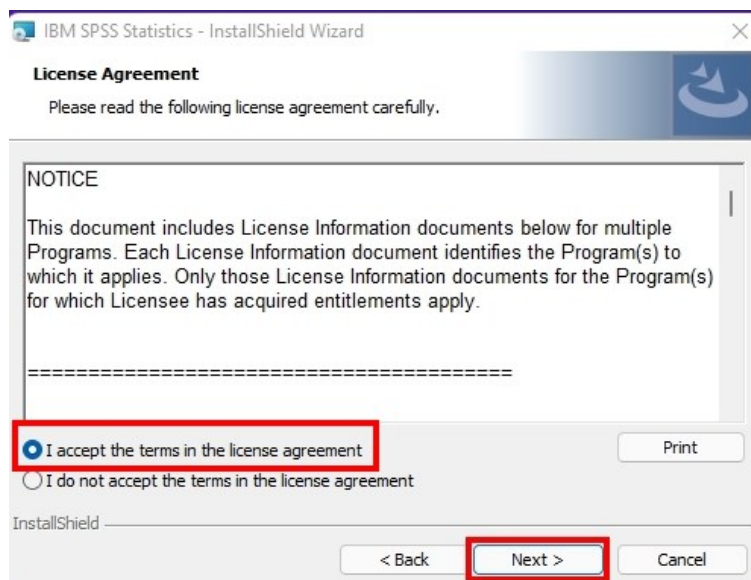 IBM SPSS Statistics - InstallShield Wizard
License Agreement
Please read the following license agreement carefully.
NOTICE
This document includes License Information documents below for multiple
Programs. Each License Information document identifies the Program(s) to
which it applies. Only those License Information documents for the Program(s)
for which Licensee has acquired entitlements apply.
========================================
I accept the terms in the license agreement
Print
I do not accept the terms in the license agreement
InstallShield
< Back
Next >
Cancel